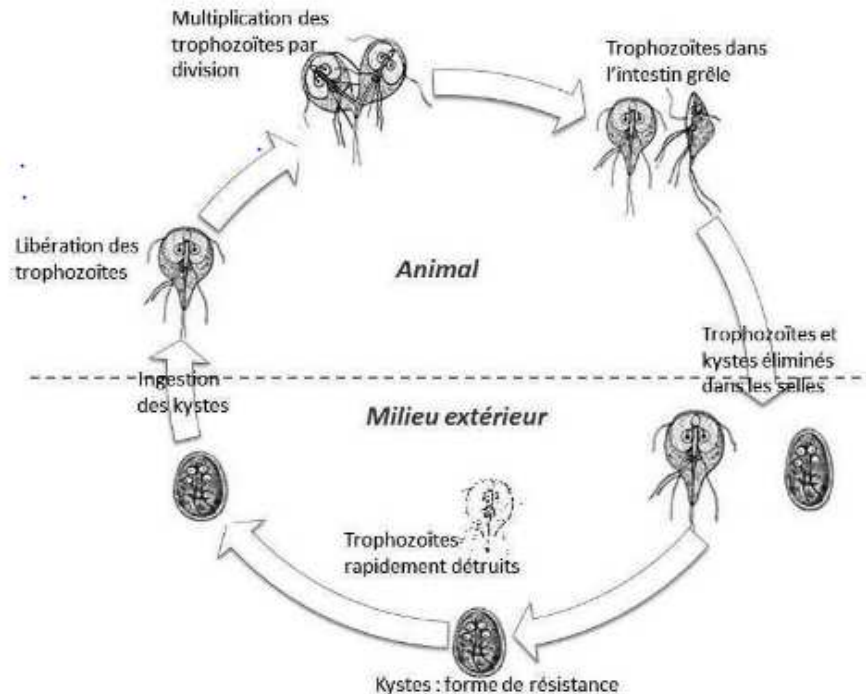 Multiplication des
trophozoïtes par
division
Trophozoïtes dans
l'intestin grêle
Libération des
trophozoïtes
Animal
Trophozoïtes et
kystes éliminés
dans les selles
Ingestion
des kystes
Milieu extérieur
Trophozoïtes
rapidement détruits
Kystes : forme de résistance